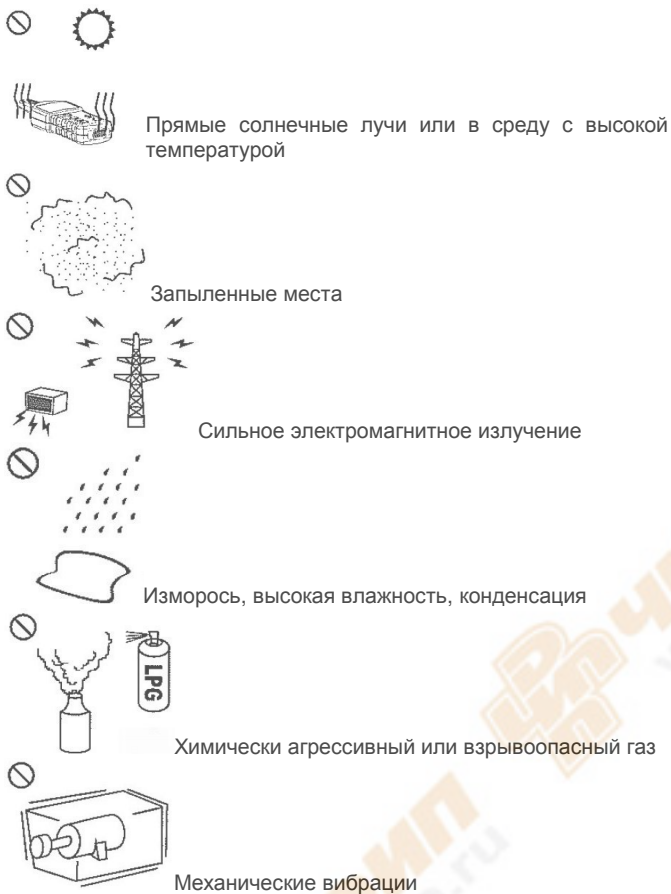 Прямые солнечные лучи или в среду с высокой
температурой
Запыленные места
Сильное электромагнитное излучение
Изморось, высокая влажность, конденсация
LPG
Химически агрессивный или взрывоопасный газ
Механические вибрации